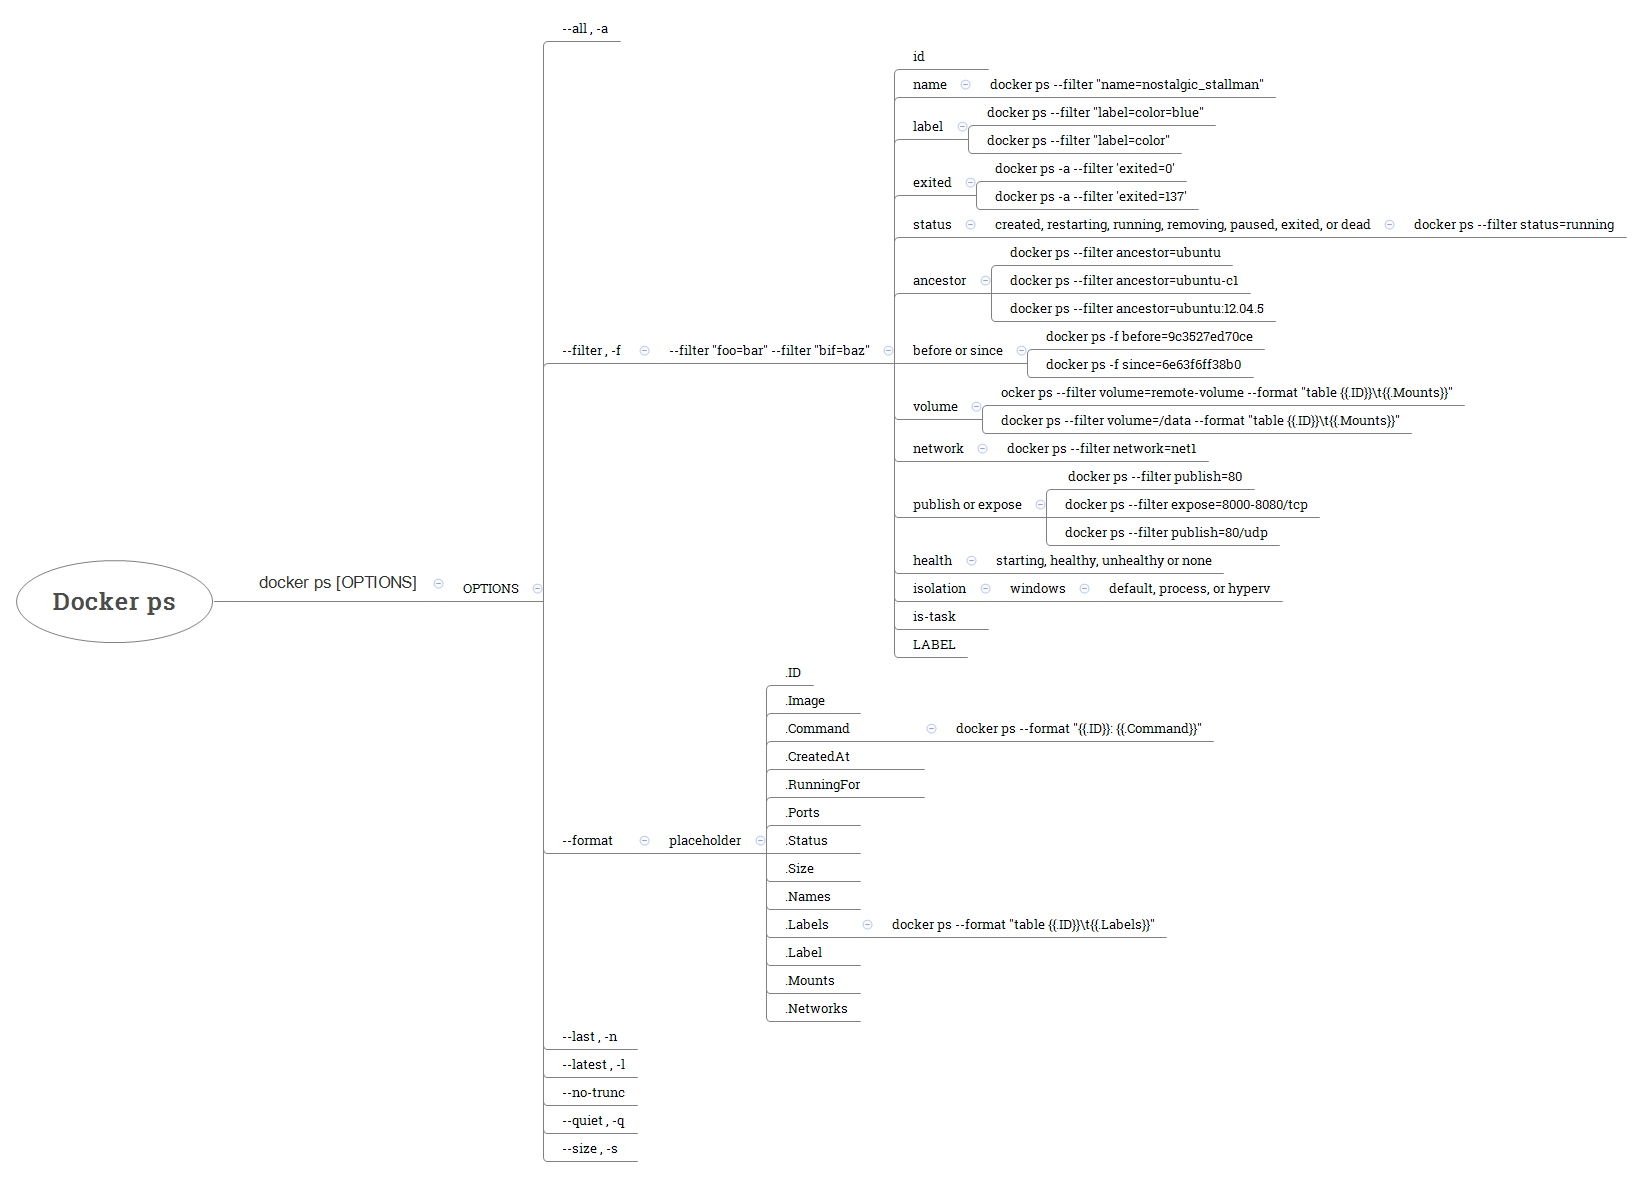 --all , -a
id
name
docker ps --filter "name=nostalgic_stallman"
label
docker ps --filter "label=color=blue"
docker ps --filter "label=color"
exited
docker ps -a --filter 'exited=0'
docker ps -a --filter 'exited=137'
status
created, restarting, running, removing, paused, exited, or dead
docker ps --filter status=running
ancestor
docker ps --filter ancestor=ubuntu
docker ps --filter ancestor=ubuntu-c1
docker ps --filter ancestor=ubuntu:12.04.5
--filter , -f
--filter "foo=bar" --filter "bif=baz"
before or since
docker ps -f before=9c3527ed70ce
docker ps -f since=6e63f6ff38b0
volume
ocker ps --filter volume=remote-volume --format "table {{.ID}}\t{{.Mounts}}"
docker ps --filter volume=/data --format "table {{.ID}}\t{{.Mounts}}"
network
docker ps --filter network=net1
publish or expose
docker ps --filter publish=80
docker ps --filter expose=8000-8080/tcp
docker ps --filter publish=80/udp
health
starting, healthy, unhealthy or none
Docker ps
docker ps [OPTIONS]
OPTIONS
isolation
windows
default, process, or hyperv
is-task
LABEL
--format
placeholder
.ID
.Image
.Command
docker ps --format "{{.ID}}: {{.Command}}"
.CreatedAt
.RunningFor
.Ports
.Status
.Size
.Names
.Labels
docker ps --format "table {{.ID}}\t{{.Labels}}"
.Label
.Mounts
.Networks
--last , -n
--latest , -l
--no-trunc
--quiet , -q
--size , -s